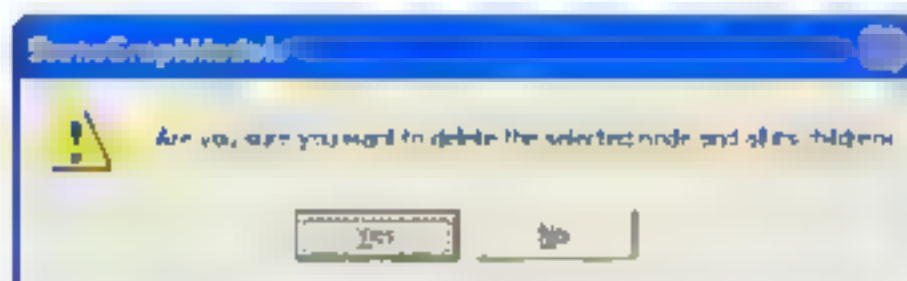 Are you sure you want to delete the selected node and all its children
Yes
No